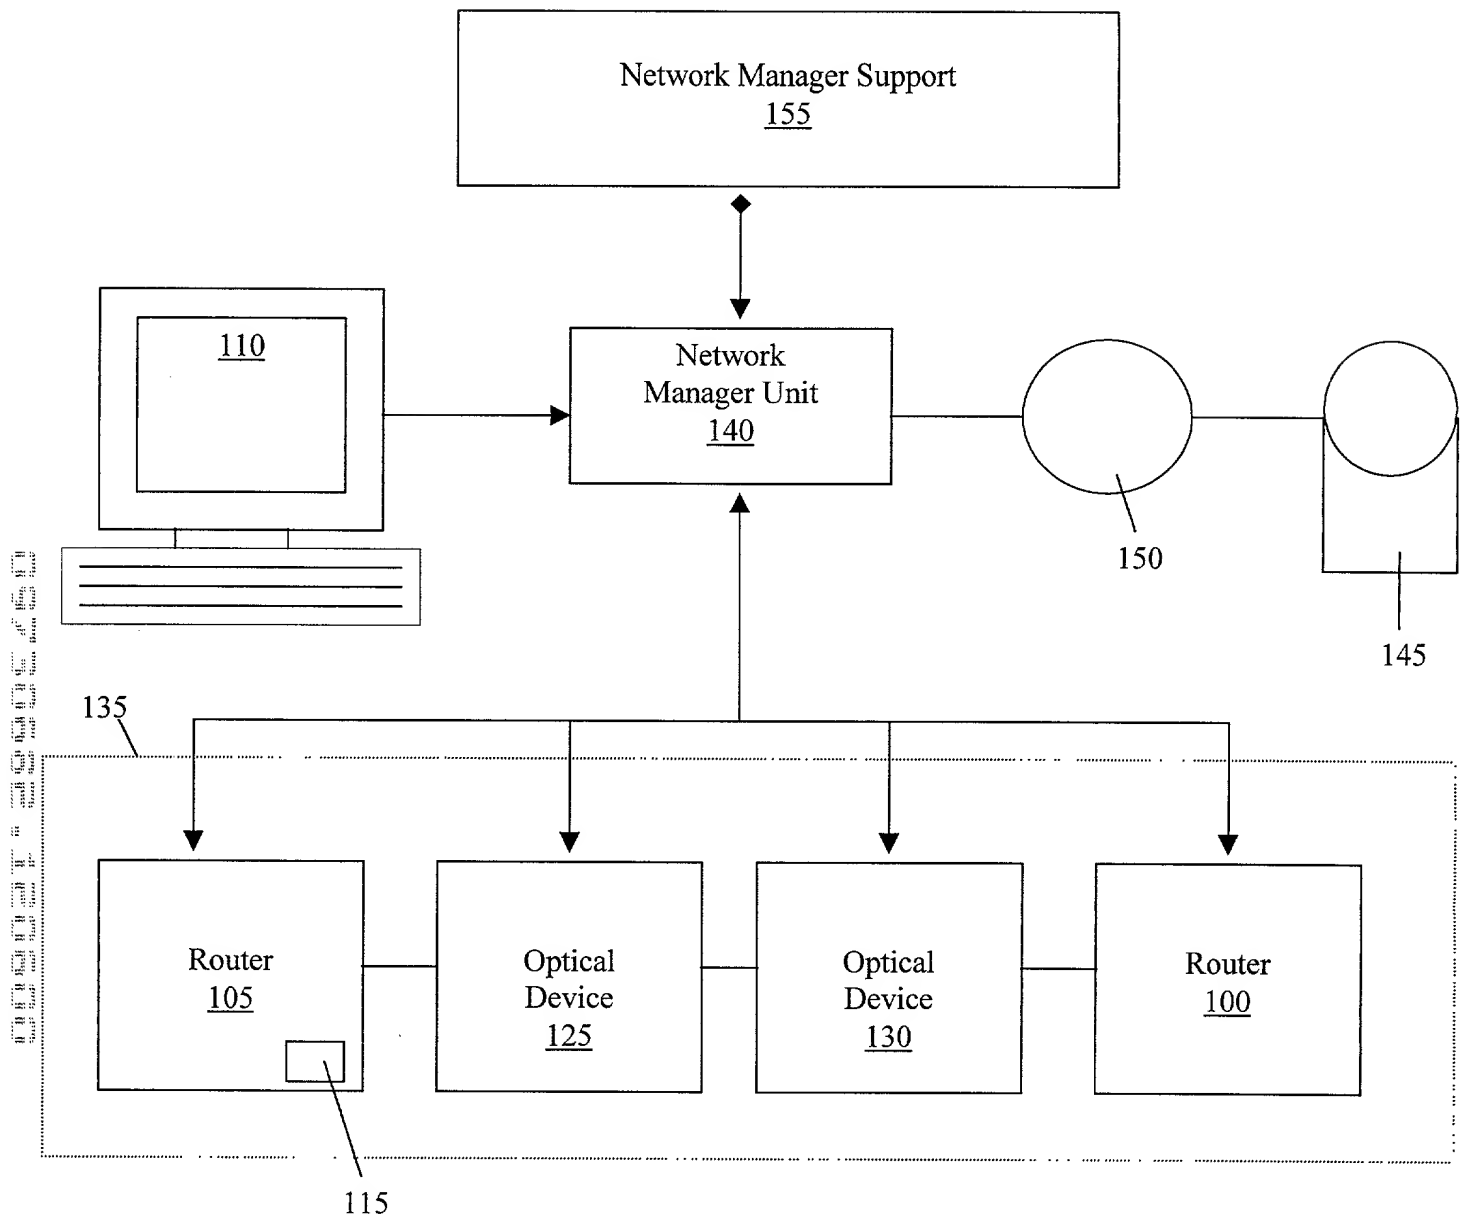 Network Manager Support
155
110
Network
Manager Unit
140
150
145
135
Router
105
Optical
Device
125
Optical
Device
130
Router
100
115